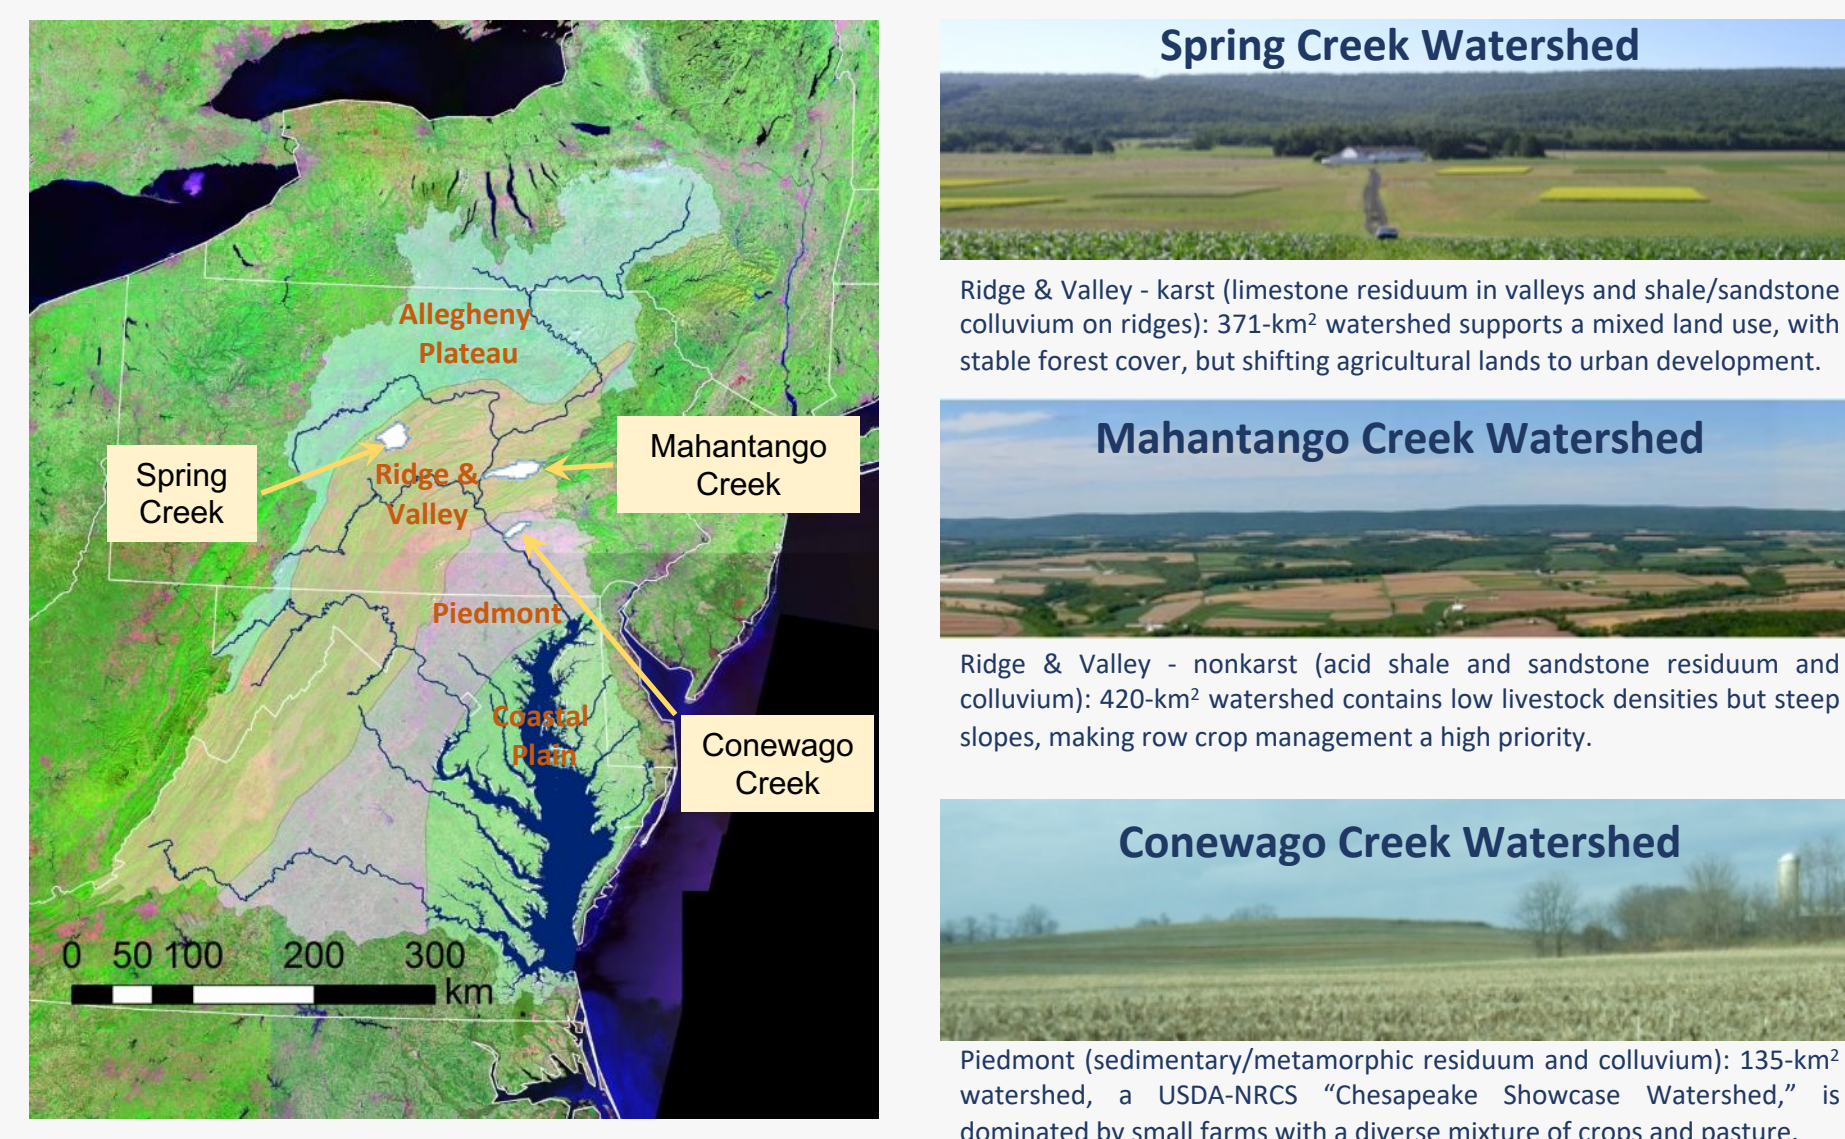 Allegheny
Plateau
Spring
Creek
Ridge &
Valley
Mahantango
Creek
Piedmont
Coastal
Plain
Conewago
Creek
0 50 100 200 300
km
Spring Creek Watershed
Ridge & Valley - karst (limestone residuum in valleys and shale/sandstone
colluvium on ridges): 371-km² watershed supports a mixed land use, with
stable forest cover, but shifting agricultural lands to urban development.
Mahantango Creek Watershed
Ridge & Valley - nonkarst (acid shale and sandstone residuum and
colluvium): 420-km² watershed contains low livestock densities but steep
slopes, making row crop management a high priority.
Conewago Creek Watershed
Piedmont (sedimentary/metamorphic residuum and colluvium): 135-km²
watershed, a USDA-NRCS “Chesapeake Showcase Watershed,” is
dominated by small farms with a diverse mixture of crops and pasture.